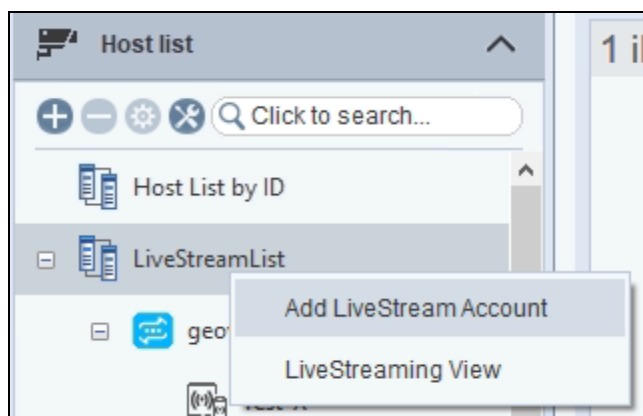 Host list
1 i
Click to search...
Host List by ID
LiveStreamList
Add LiveStream Account
geo
LiveStreaming View